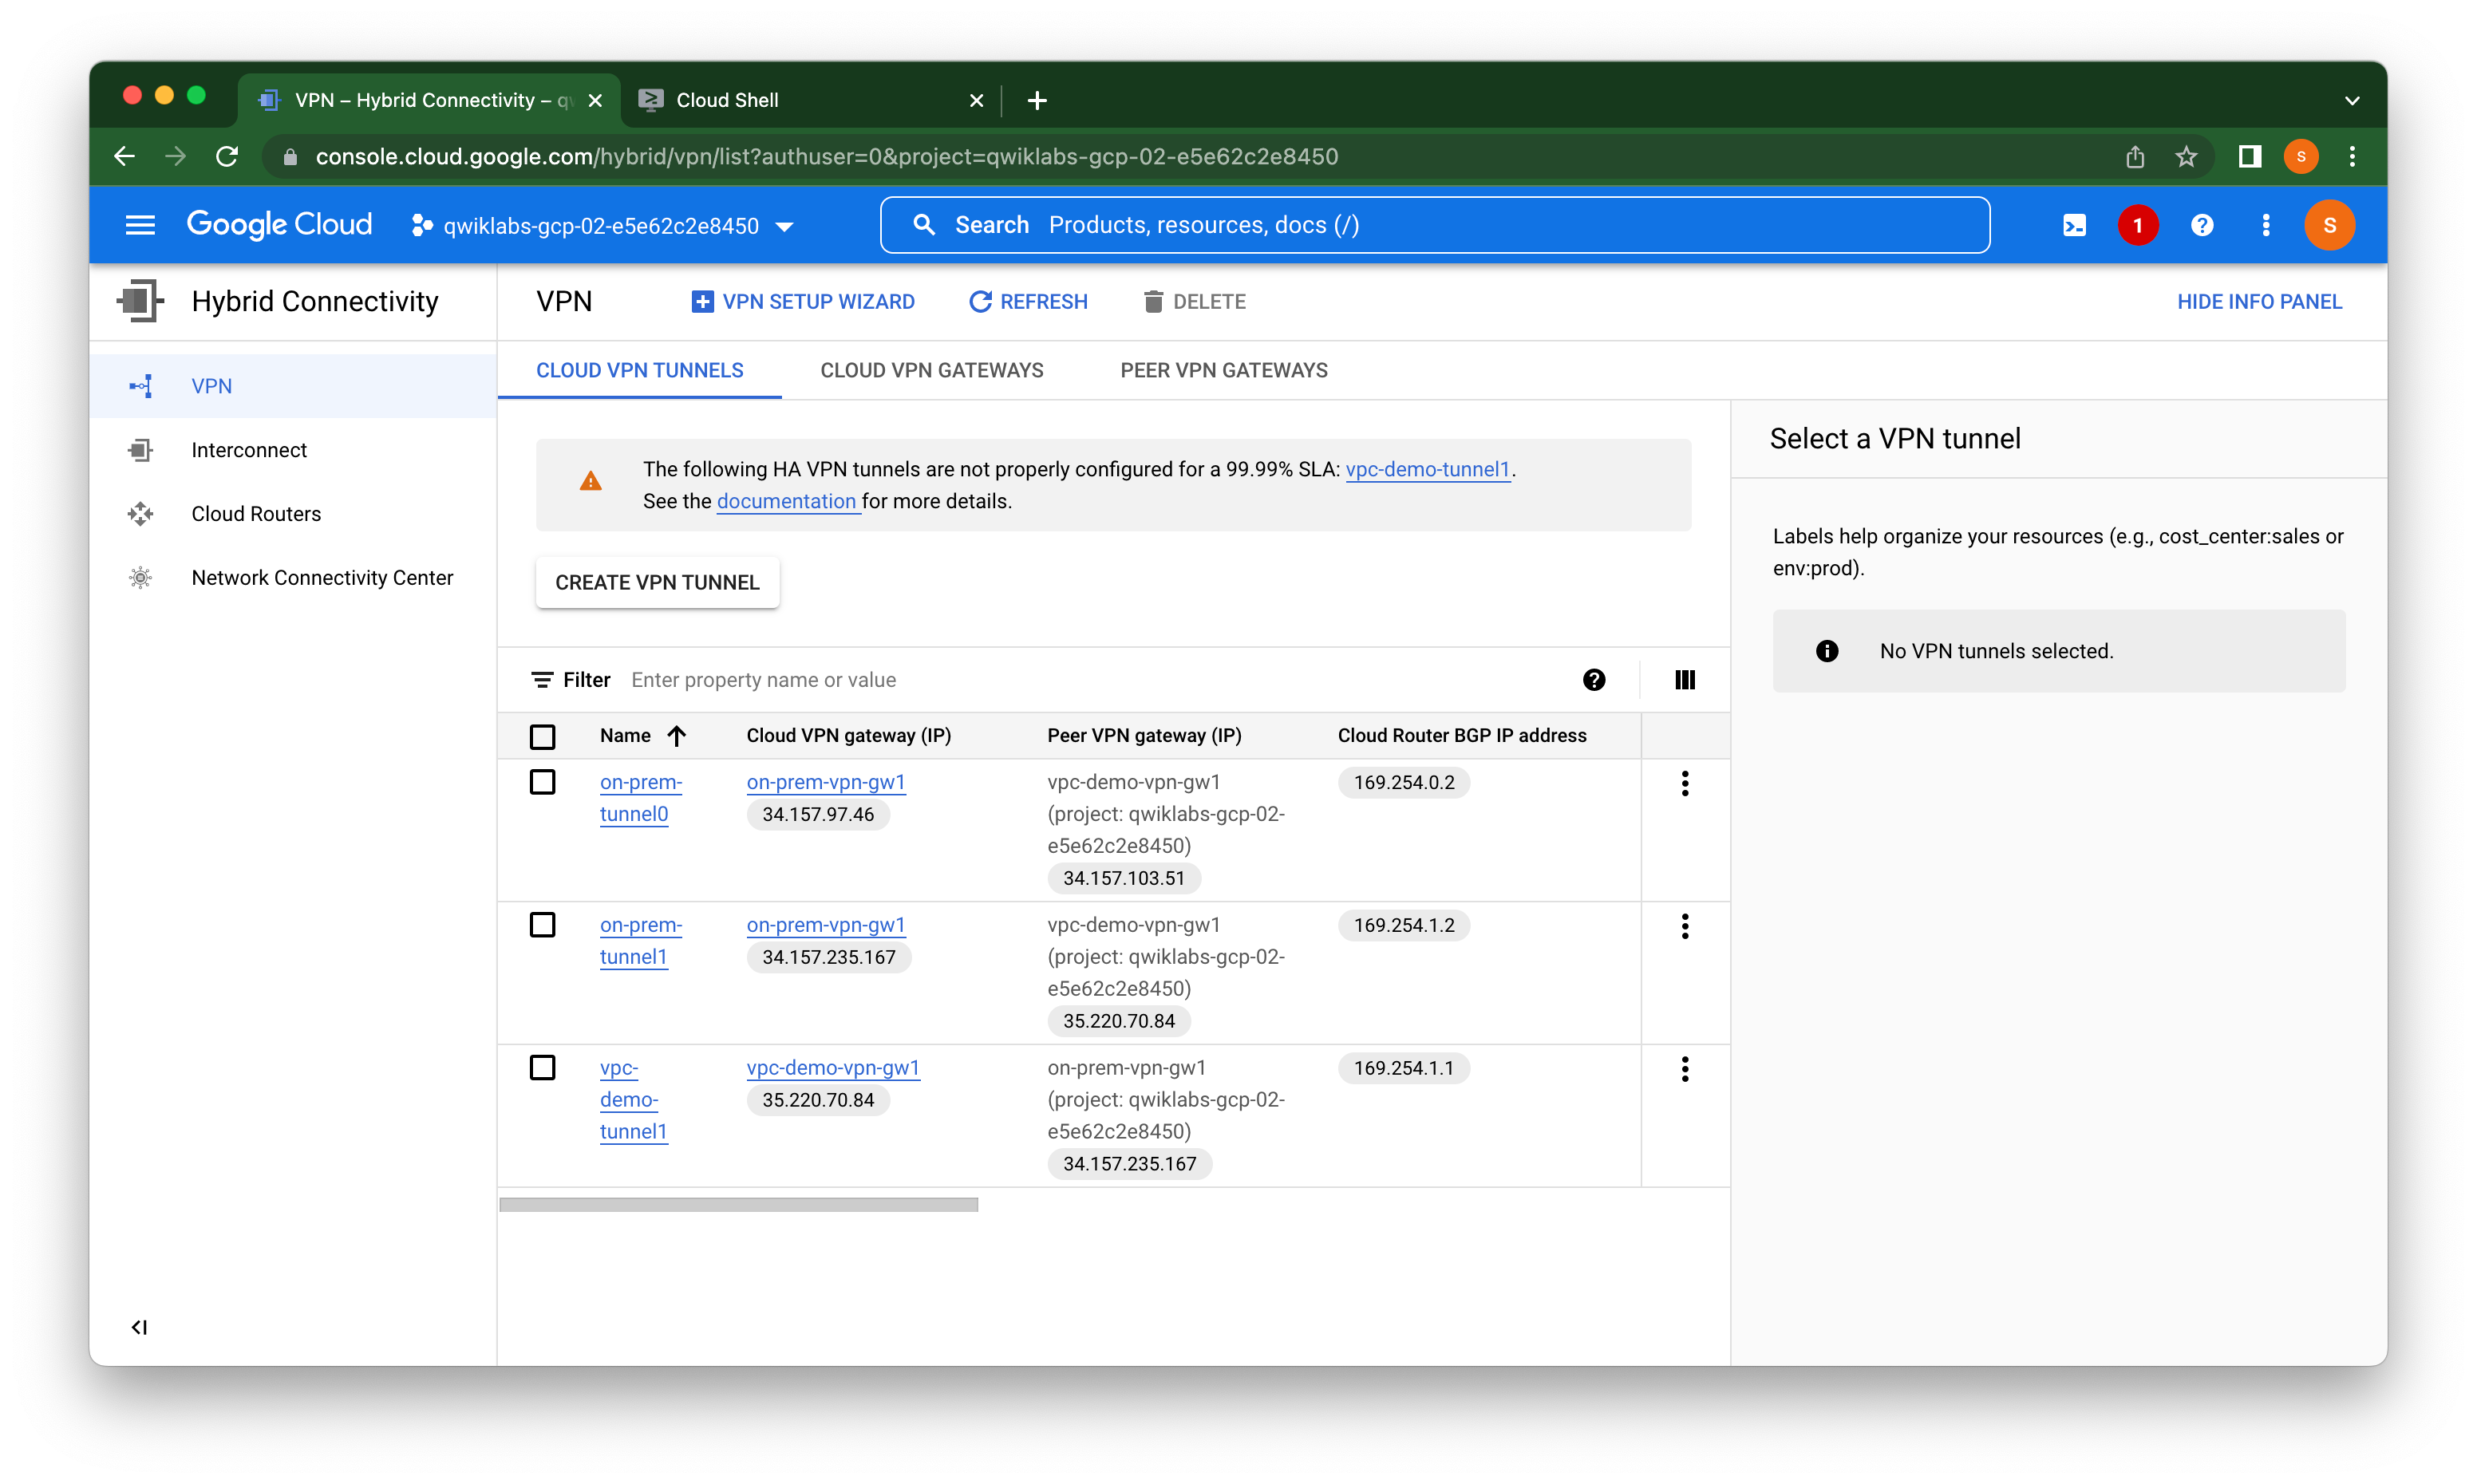 VPN – Hybrid Connectivity – qw
Cloud Shell
console.cloud.google.com/hybrid/vpn/list?authuser=0&project=qwiklabs-gcp-02-e5e62c2e8450
S
Google Cloud
qwiklabs-gcp-02-e5e62c2e8450
Search Products, resources, docs (/)
1
S
Hybrid Connectivity
VPN
Interconnect
Cloud Routers
Network Connectivity Center
VPN
VPN SETUP WIZARD
REFRESH
DELETE
HIDE INFO PANEL
CLOUD VPN TUNNELS
CLOUD VPN GATEWAYS
PEER VPN GATEWAYS
The following HA VPN tunnels are not properly configured for a 99.99% SLA: vpc-demo-tunnel1.
See the documentation for more details.
CREATE VPN TUNNEL
Filter Enter property name or value
Name
Cloud VPN gateway (IP)
Peer VPN gateway (IP)
Cloud Router BGP IP address
on-prem-
tunnel0
on-prem-vpn-gw1
34.157.97.46
vpc-demo-vpn-gw1
(project: qwiklabs-gcp-02-
e5e62c2e8450)
34.157.103.51
169.254.0.2
on-prem-
tunnel1
on-prem-vpn-gw1
34.157.235.167
vpc-demo-vpn-gw1
(project: qwiklabs-gcp-02-
e5e62c2e8450)
35.220.70.84
169.254.1.2
vpc-
demo-
tunnel1
vpc-demo-vpn-gw1
35.220.70.84
on-prem-vpn-gw1
(project: qwiklabs-gcp-02-
e5e62c2e8450)
34.157.235.167
169.254.1.1
Select a VPN tunnel
Labels help organize your resources (e.g., cost_center:sales or
env:prod).
No VPN tunnels selected.